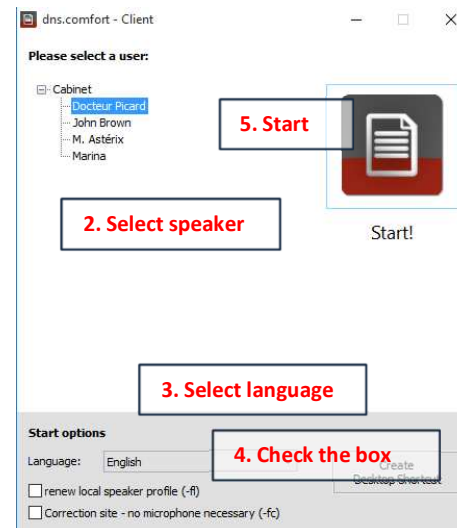 dns.comfort - Client
Please select a user:
Cabinet
Docteur Picard
John Brown
M. Astérix
Marina
5. Start
2. Select speaker
Start!
3. Select language
Start options
Language: English
4. Check the box
Create
Desktop Shortcut
renew local speaker profile (-fl)
Correction site - no microphone necessary (-fc)